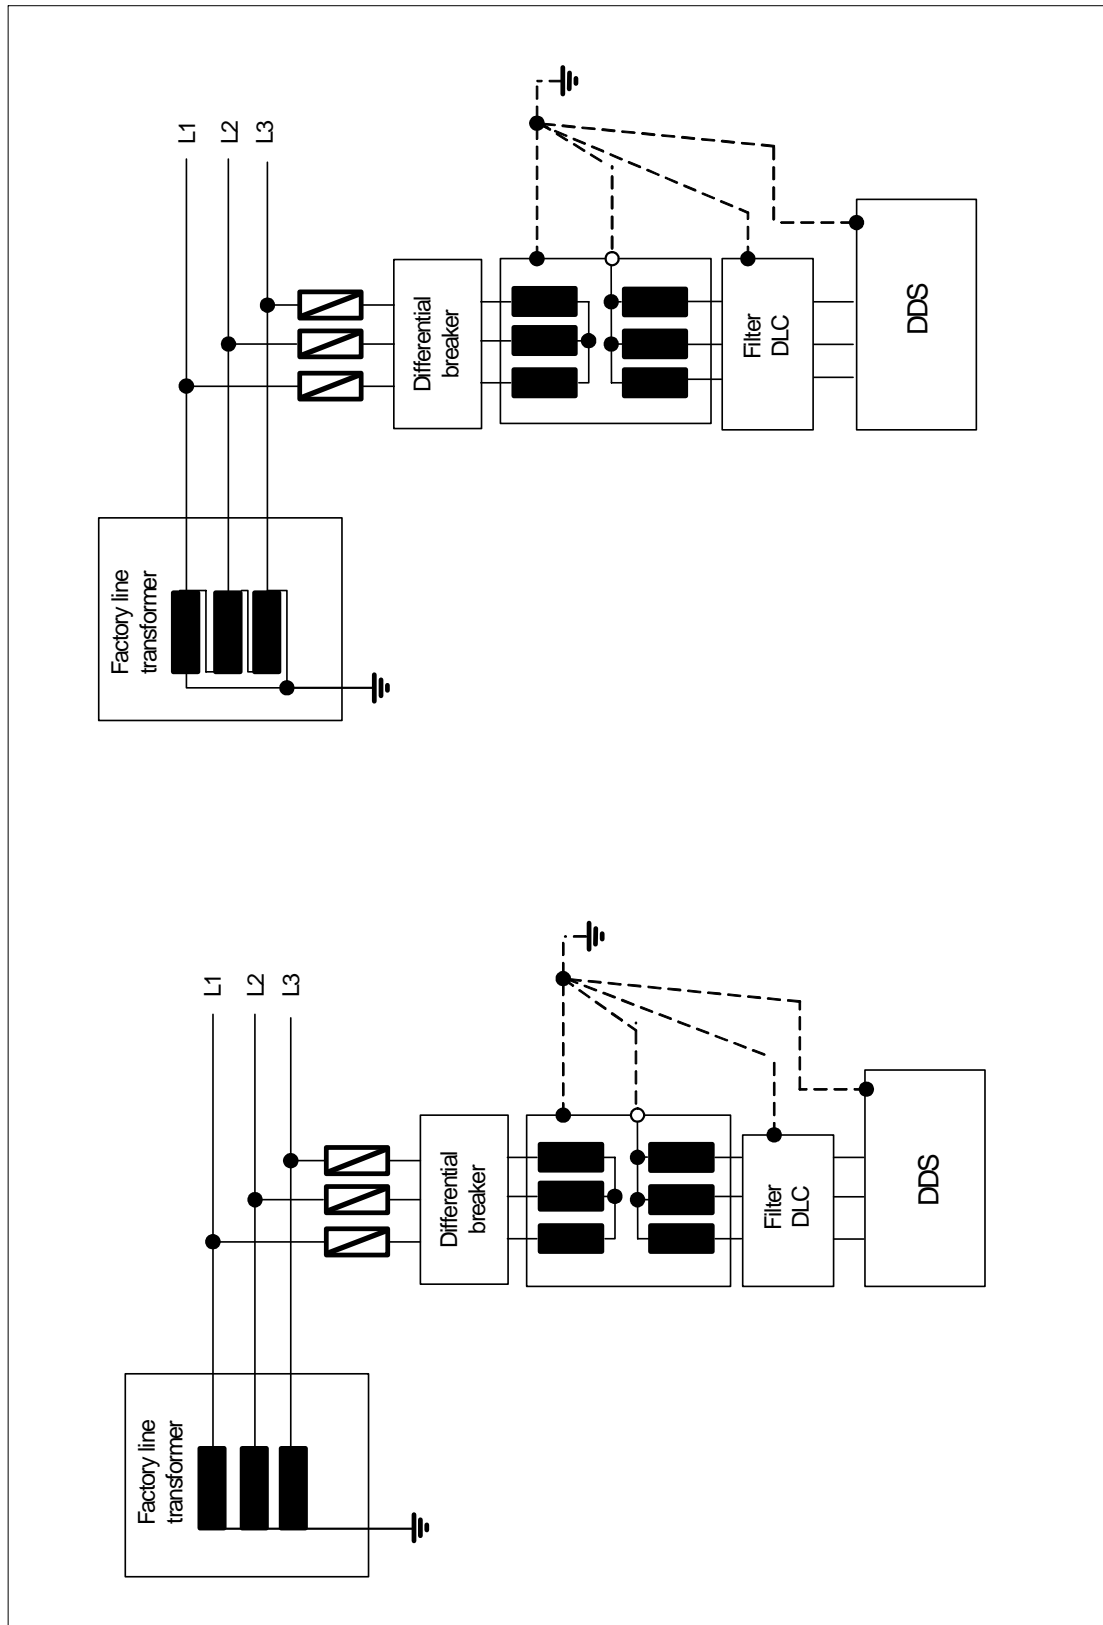 L1
L2
L3
Differential
breaker
Filter
DLC
DDS
Factory line
transformer
L1
L2
L3
Differential
breaker
Filter
DLC
DDS
Factory line
transformer